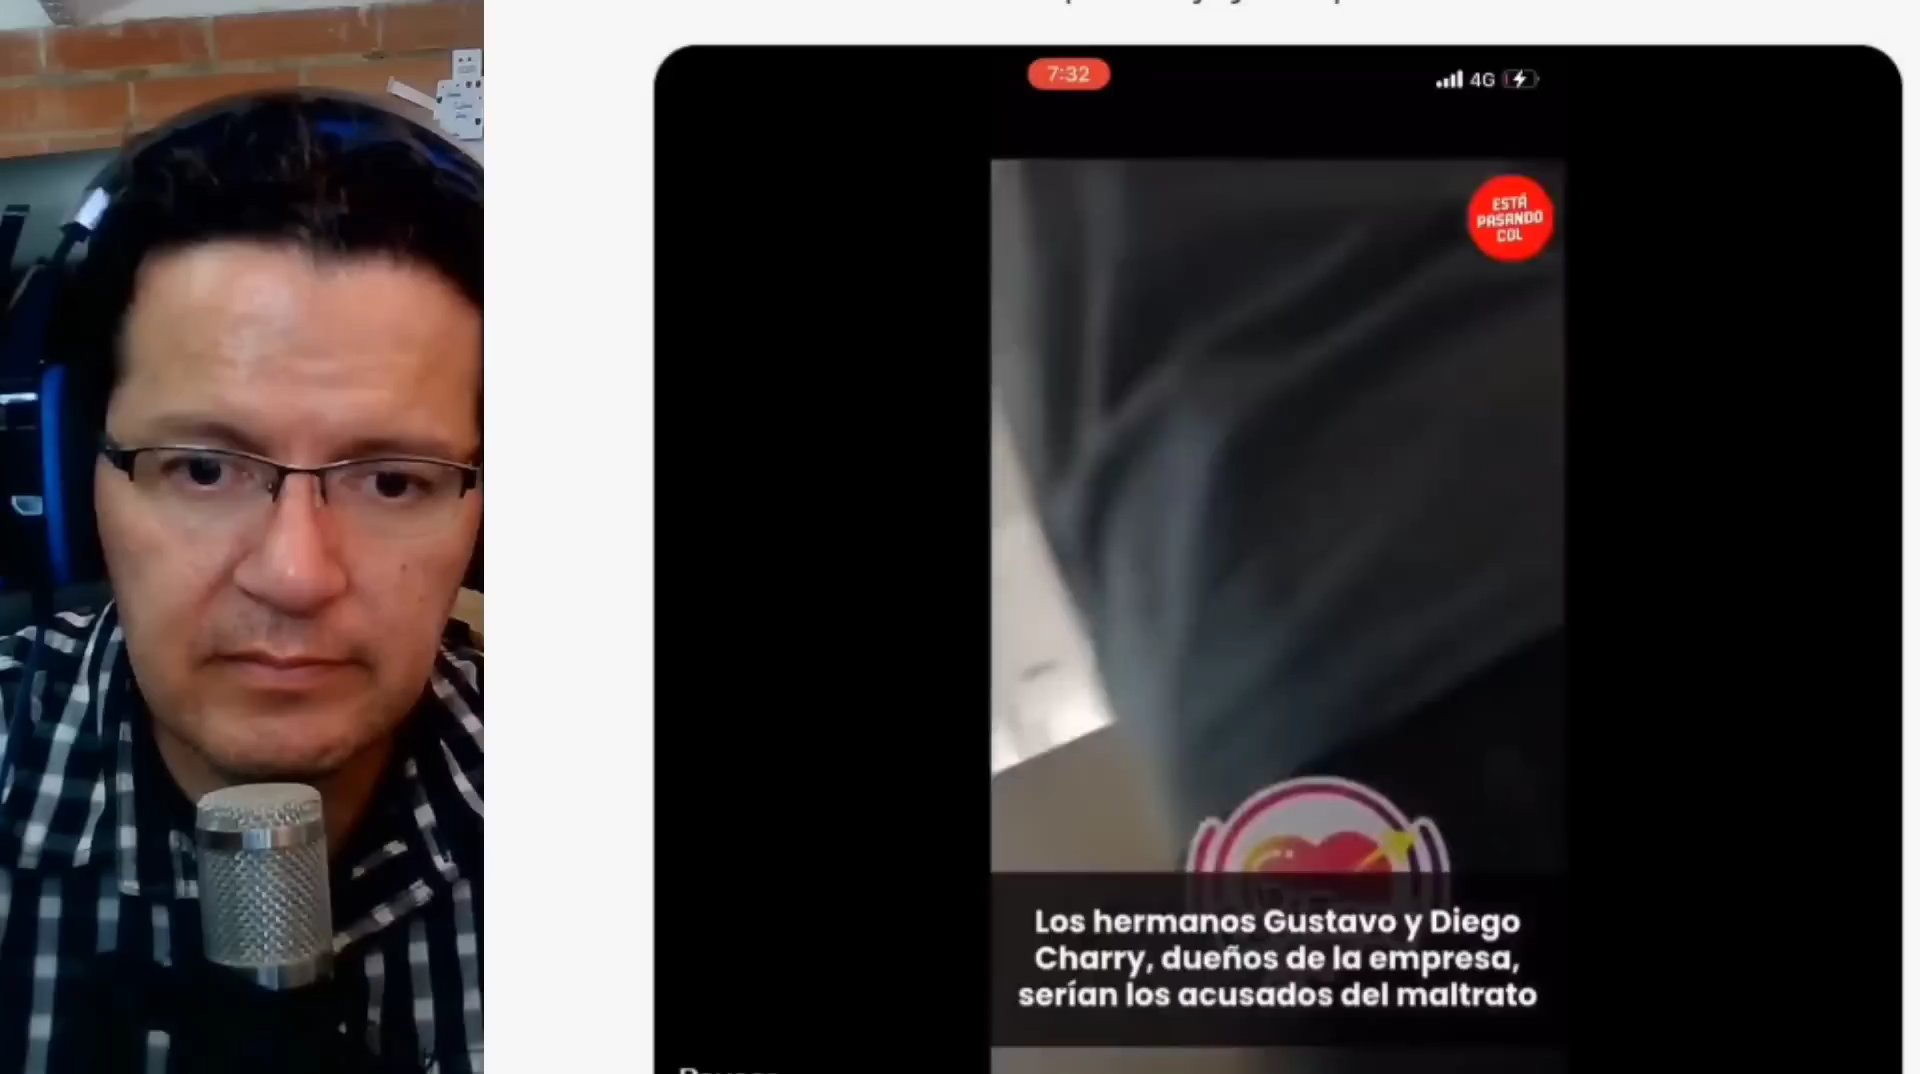 7:32
4G
ESTÁ
PASANDO
COL
Los hermanos Gustavo y Diego
Charry, dueños de la empresa,
serían los acusados del maltrato